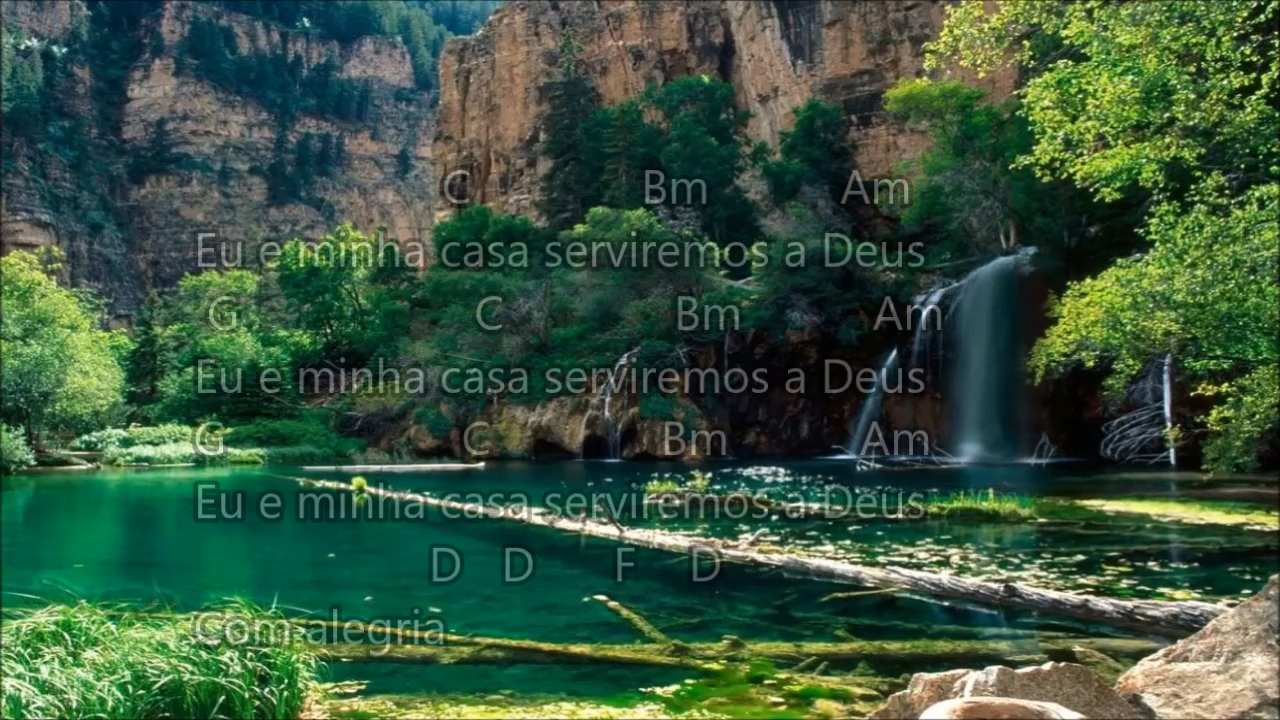 C Bm Am
Eu e minha casa serviremos a Deus
G C Bm Am
Eu e minha casa serviremos a Deus
G C Bm Am
Eu e minha casa serviremos a Deus
D D F D
Com alegria